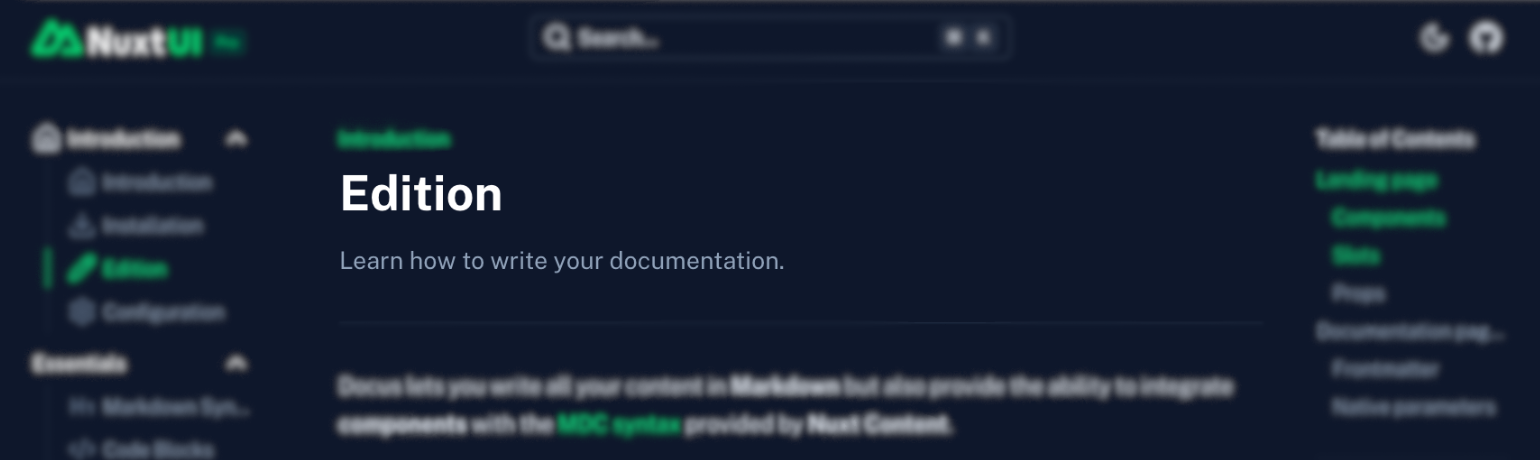 NuxtUI Pro
Search...
⌘ K
Introduction
Introduction
Installation
Edition
Configuration
Essentials
Markdown Syn...
Code Blocks
Introduction
Edition
Learn how to write your documentation.
Docus lets you write all your content in Markdown but also provide the ability to integrate
components with the MDC syntax provided by Nuxt Content.
Table of Contents
Landing page
Components
Slots
Props
Documentation pag...
Frontmatter
Native parameters